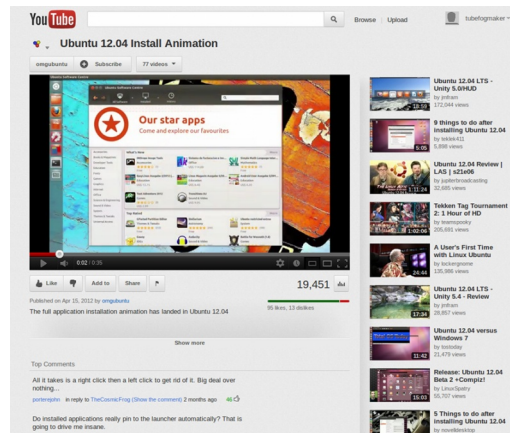 You Tube
Browse | Upload
tubefogmaker
Ubuntu 12.04 Install Animation
omgubuntu
Subscribe
77 videos
Our star apps
Come and explore our favourites
What's New
Top Rated
0:02 / 0:35
Like
Add to
Share
19,451
Published on Apr 15, 2012 by omgubuntu
The full application installation animation has landed in Ubuntu 12.04
95 likes, 13 dislikes
Show more
Top Comments
All it takes is a right click then a left click to get rid of it. Big deal over
nothing...
in reply to TheCosmicFrog (Show the comment) 2 months ago
Do installed applications really pin to the launcher automatically? That is
going to drive me insane.
Ubuntu 12.04 LTS -
Unity 5.0/HUD
by jnfram
172,044 views
18:59
9 things to do after
installing Ubuntu 12.04
by tektek411
5,898 views
5:05
Ubuntu 12.04 Review |
LAS | s21e06
by jupiterbroadcasting
32,685 views
1:11:24
Tekken Tag Tournament
2: 1 Hour of HD
by teamspooky
205,691 views
1:02:06
A User's First Time
with Linux Ubuntu
by lockergnome
135,986 views
24:44
Ubuntu 12.04 LTS -
Unity 5.4 - Review
by jnfram
28,857 views
17:34
Ubuntu 12.04 versus
Windows 7
by tostoday
21,479 views
11:42
Release: Ubuntu 12.04
Beta 2 +Compiz!
by LinuxSpatry
55,707 views
15:03
5 Things to do after
installing Ubuntu 12.04
by noveldesktop